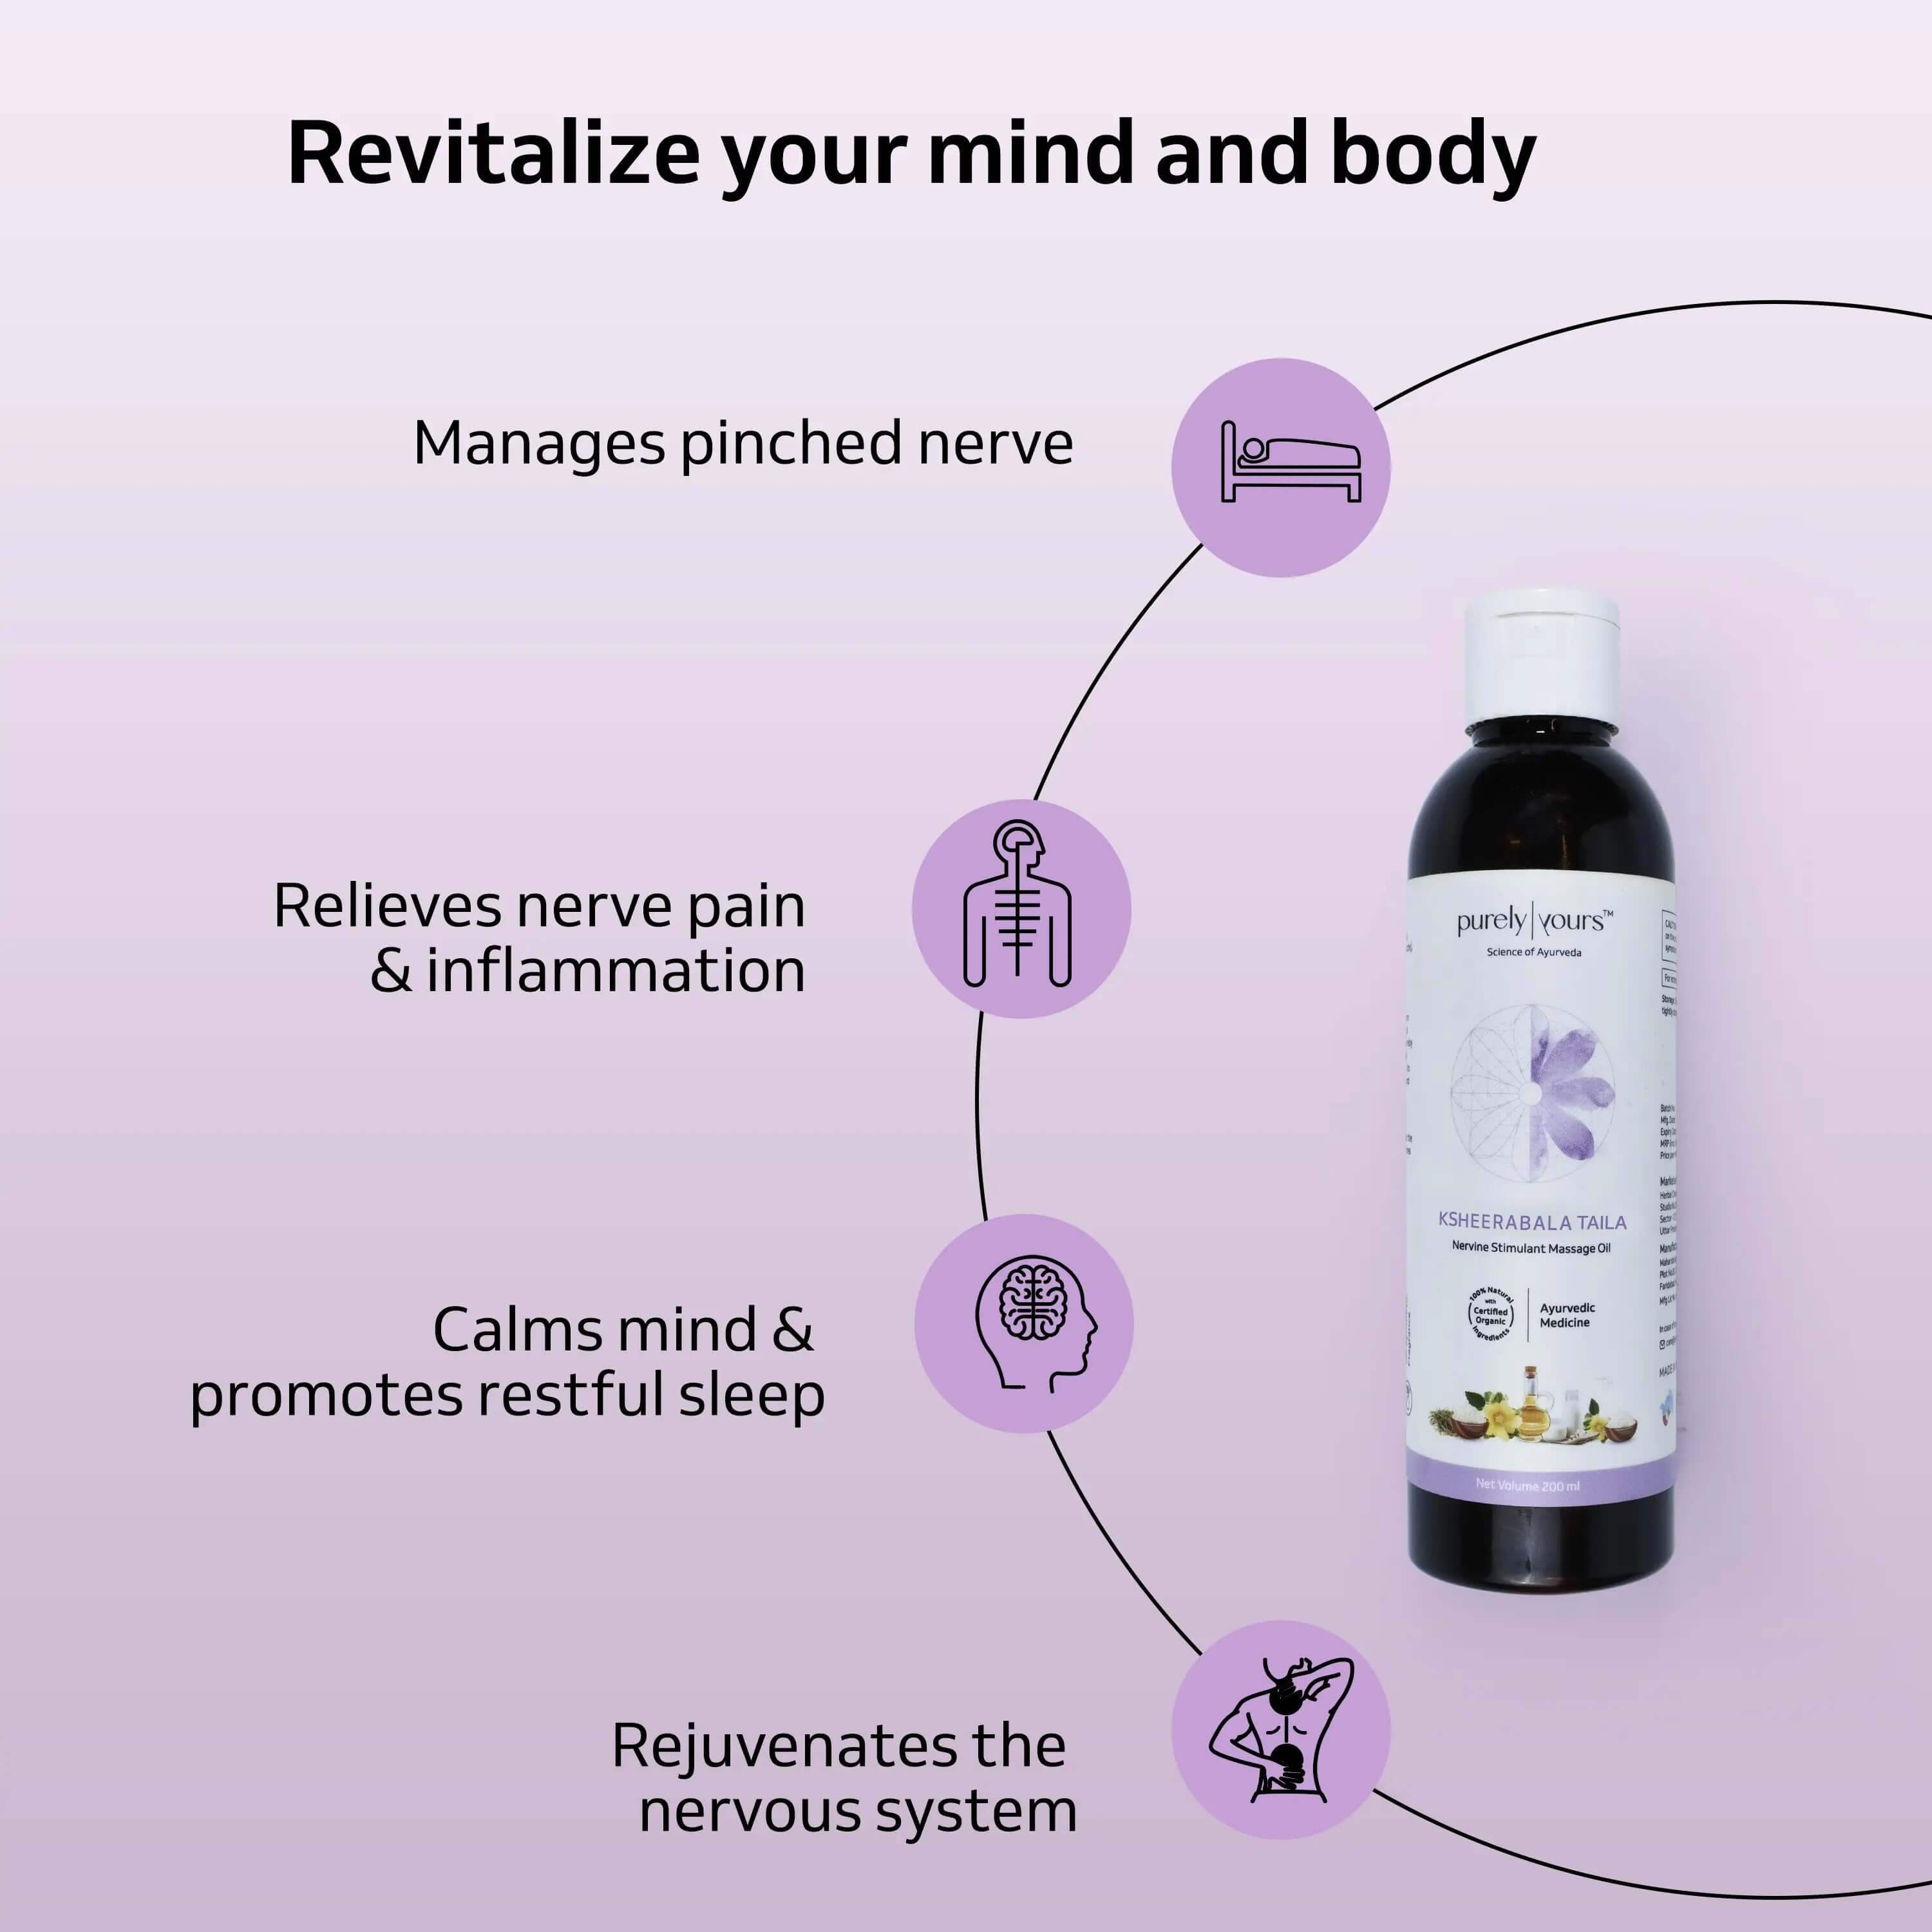 Revitalize your mind and body
Manages pinched nerve
Relieves nerve pain
& inflammation
Calms mind &
promotes restful sleep
Rejuvenates the
nervous system
purely|yours™
Science of Ayurveda
KSHEERABALA TAILA
Nervine Stimulant Massage Oil
100% Natural
with
Certified
Organic
Ingredients
Ayurvedic
Medicine
Net Volume 200 ml